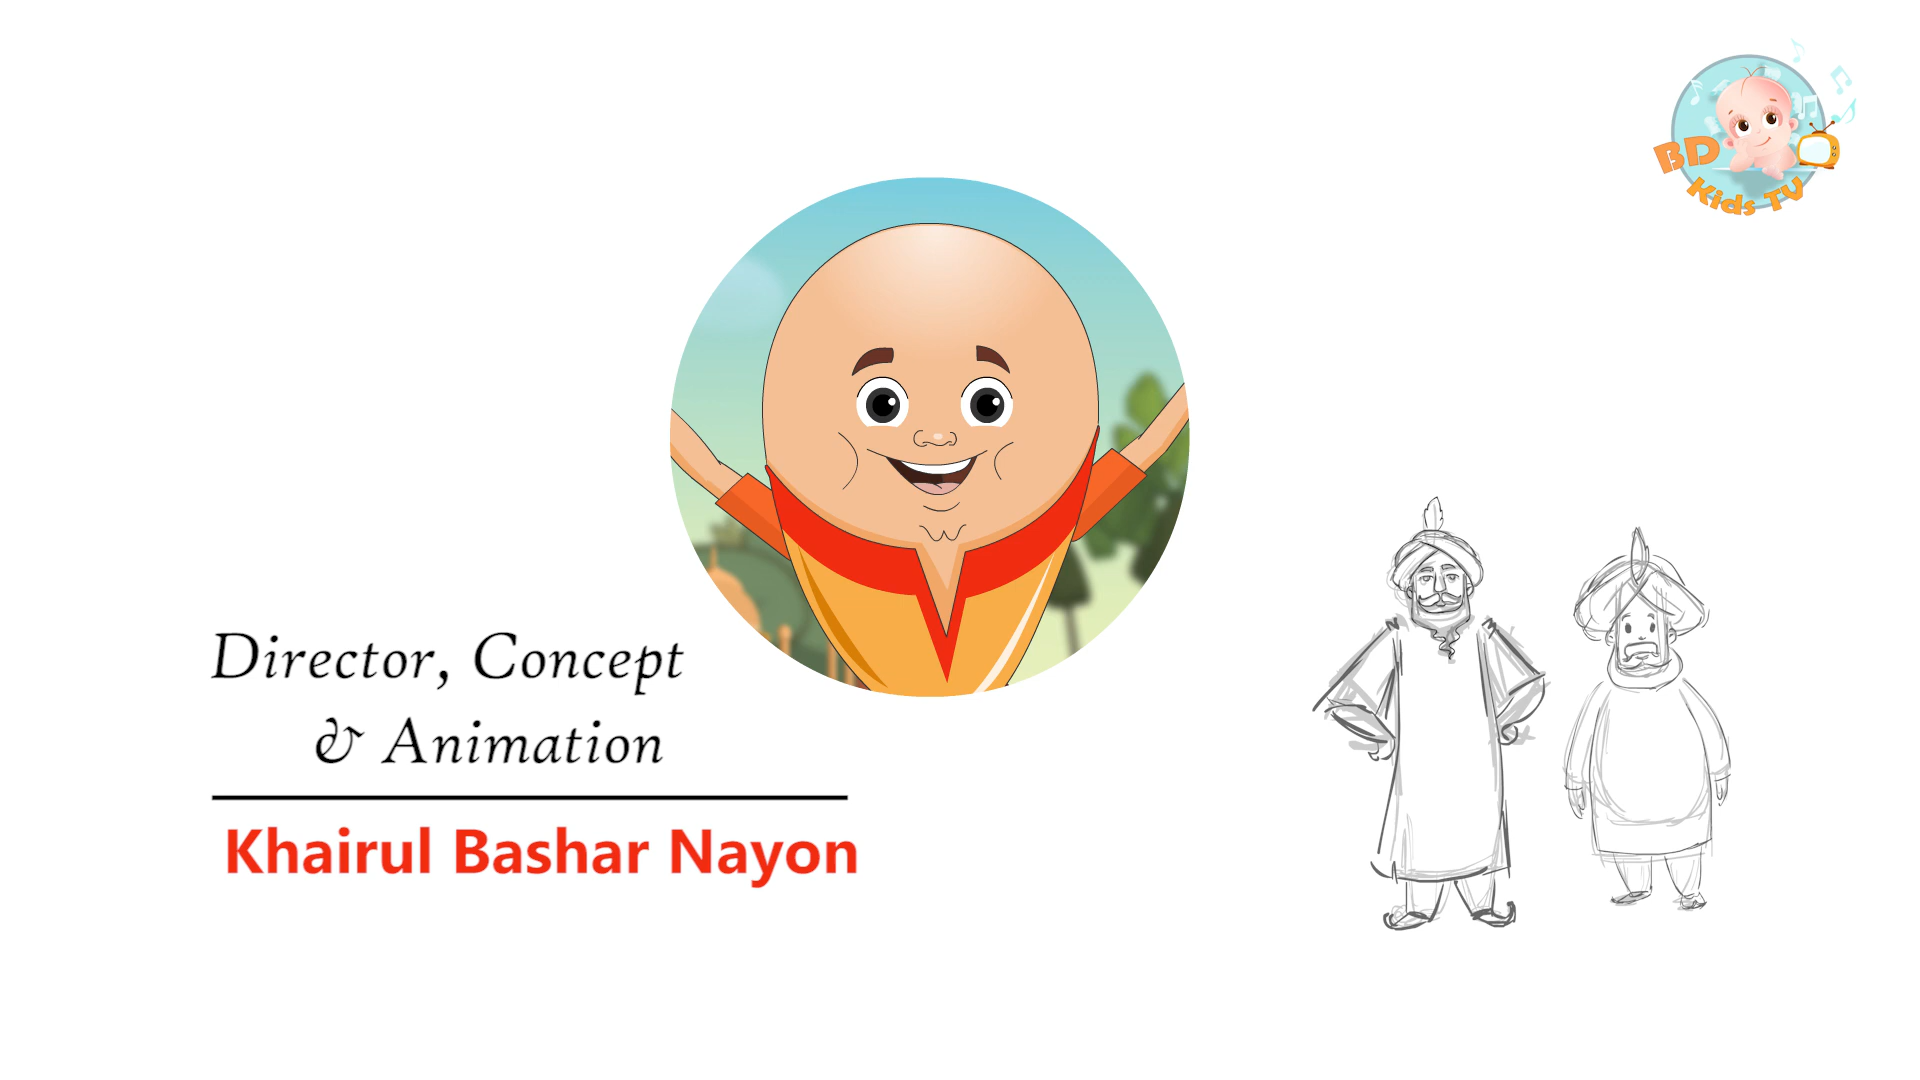 BD
Kids TV
Director, Concept
& Animation
Khairul Bashar Nayon